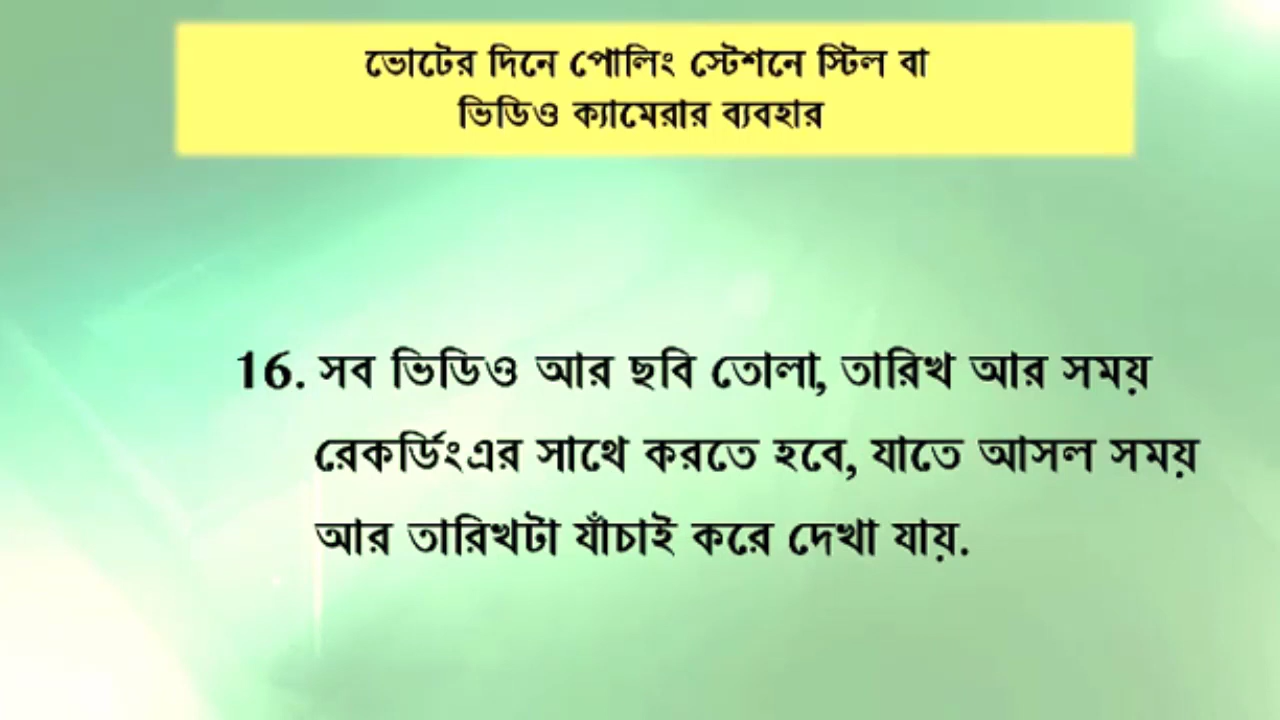 ভোটের দিনে পোলিং স্টেশনে স্টিল বা
ভিডিও ক্যামেরার ব্যবহার
16. সব ভিডিও আর ছবি তোলা, তারিখ আর সময়
রেকর্ডিংএর সাথে করতে হবে, যাতে আসল সময়
আর তারিখটা যাঁচাই করে দেখা যায়.